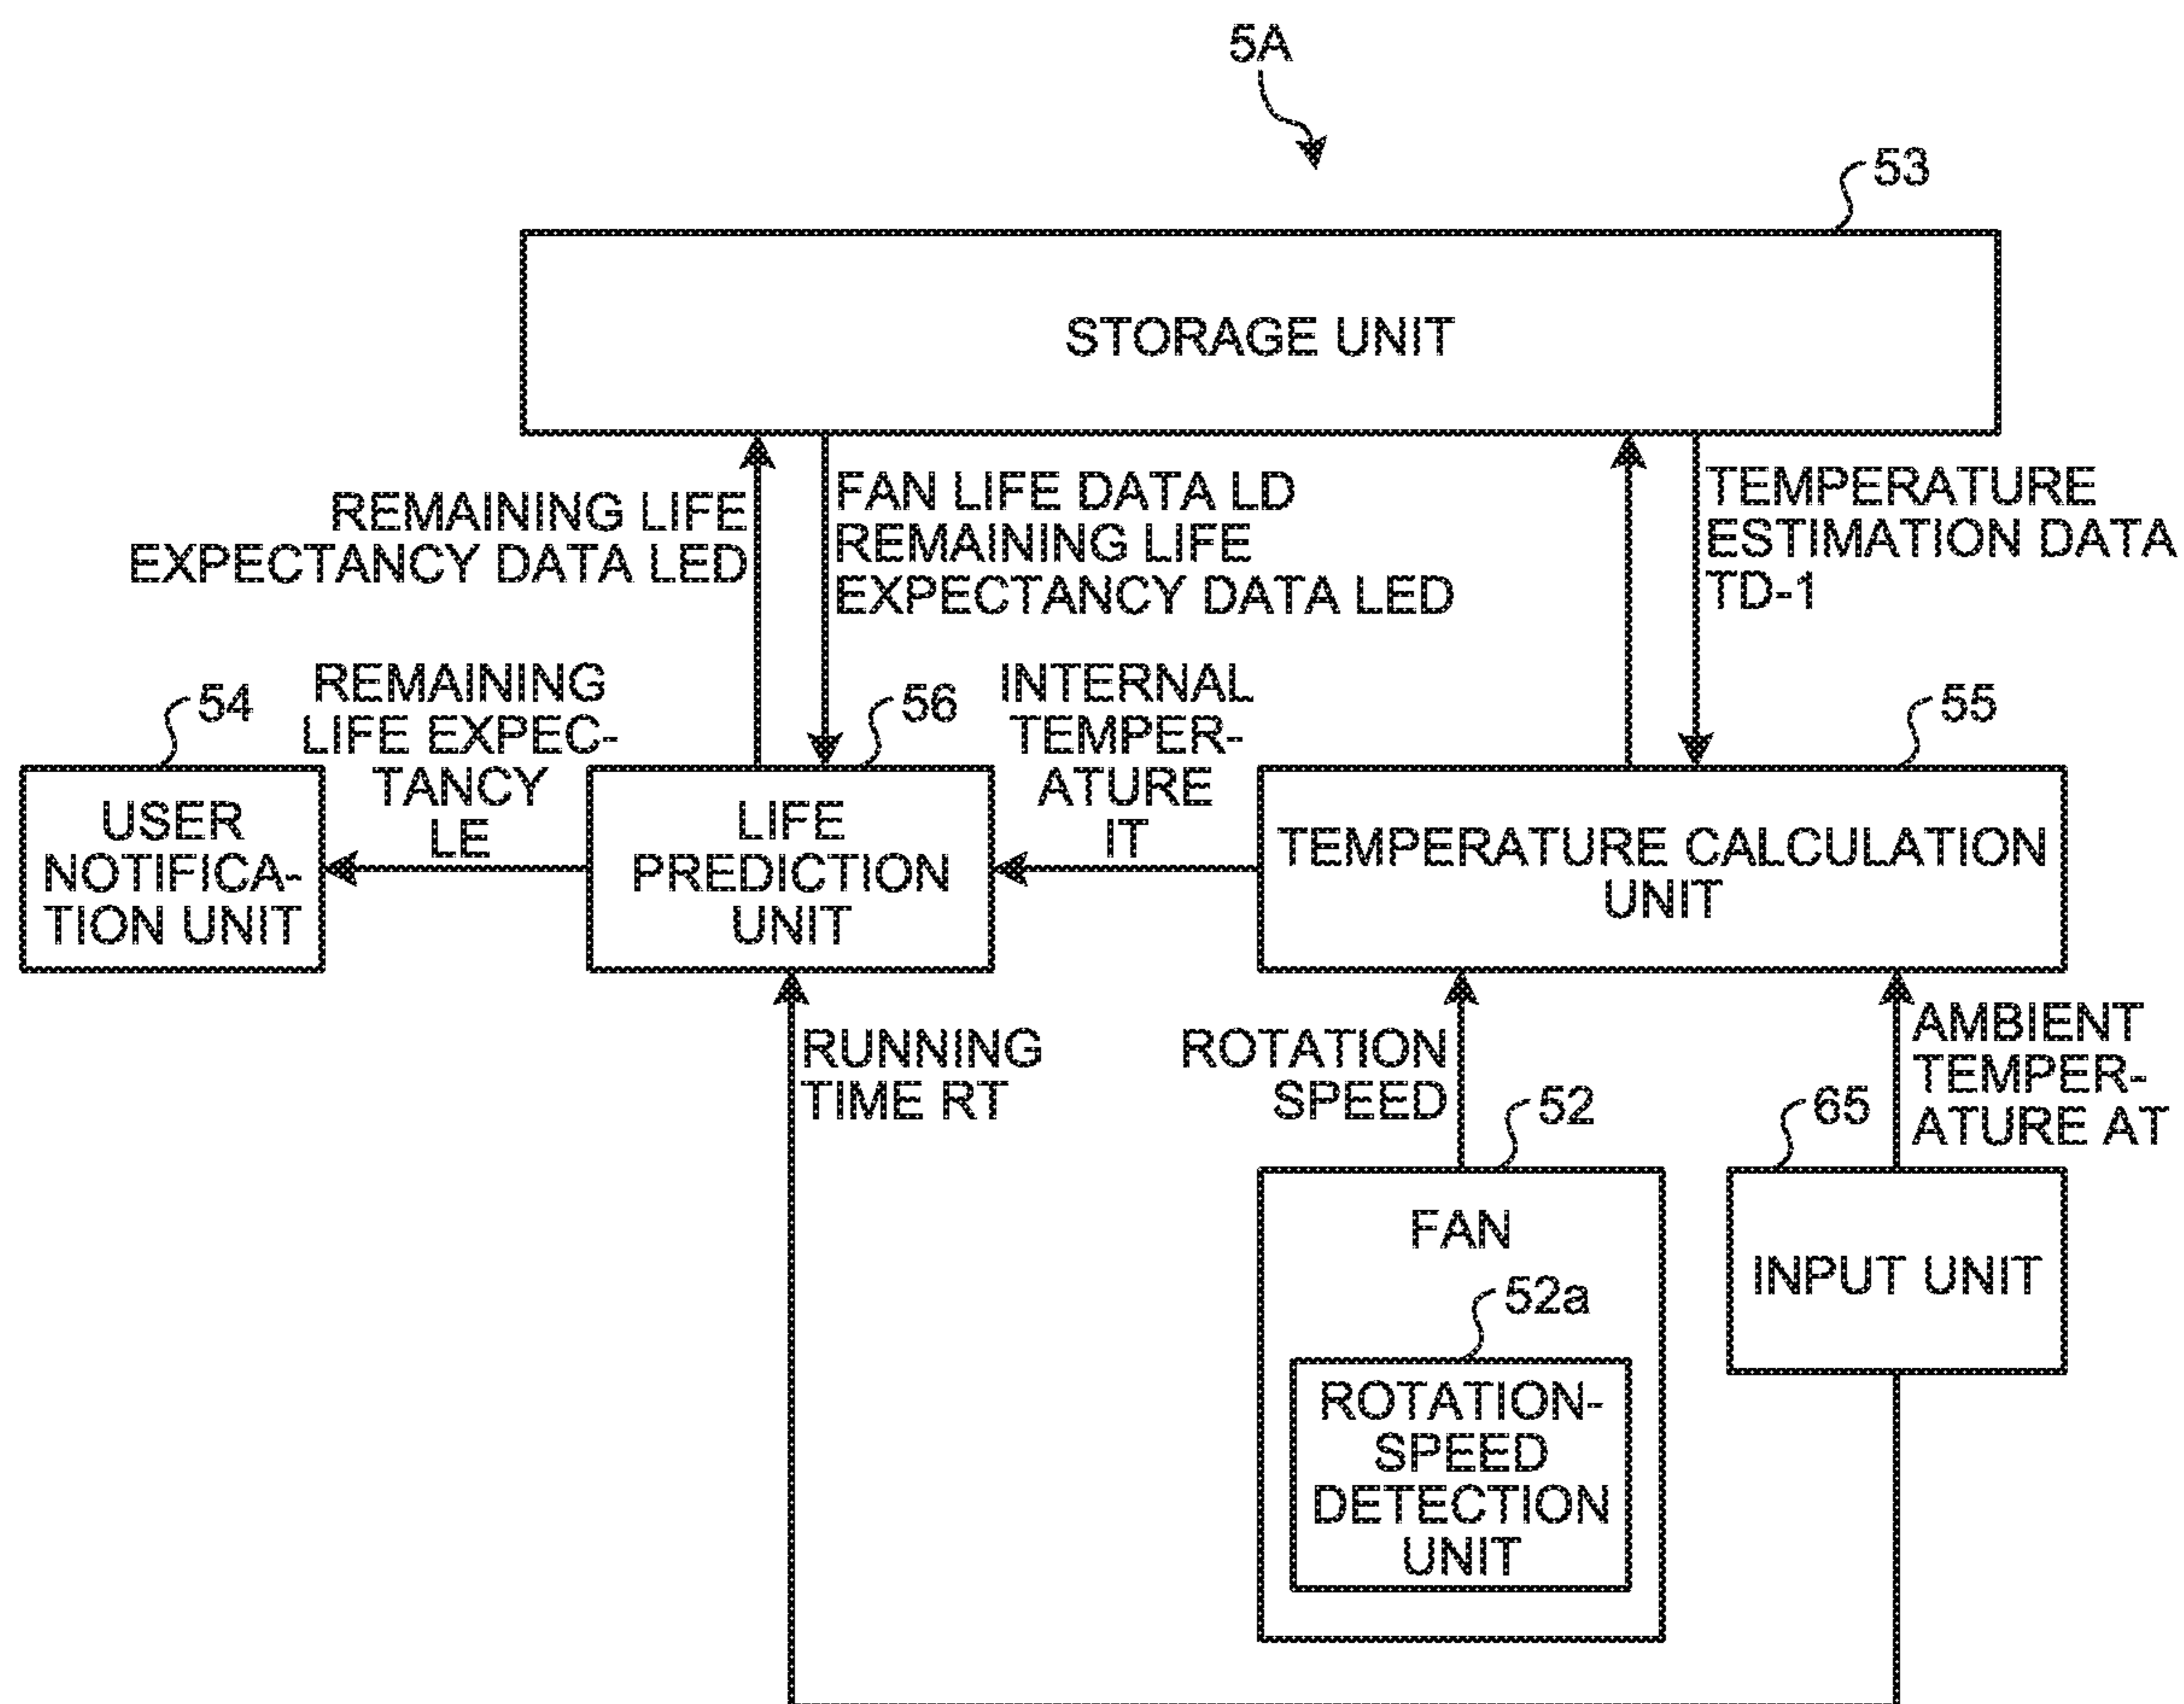 5A
53
STORAGE UNIT
REMAINING LIFE
EXPECTANCY DATA LED
FAN LIFE DATA LD
REMAINING LIFE
EXPECTANCY DATA LED
TEMPERATURE
ESTIMATION DATA
TD-1
54
REMAINING
LIFE EXPEC-
TANCY
LE
56
INTERNAL
TEMPER-
ATURE
IT
55
USER
NOTIFICA-
TION UNIT
LIFE
PREDICTION
UNIT
TEMPERATURE CALCULATION
UNIT
RUNNING
TIME RT
ROTATION
SPEED
AMBIENT
TEMPER-
ATURE AT
52
65
FAN
INPUT UNIT
52a
ROTATION-
SPEED
DETECTION
UNIT